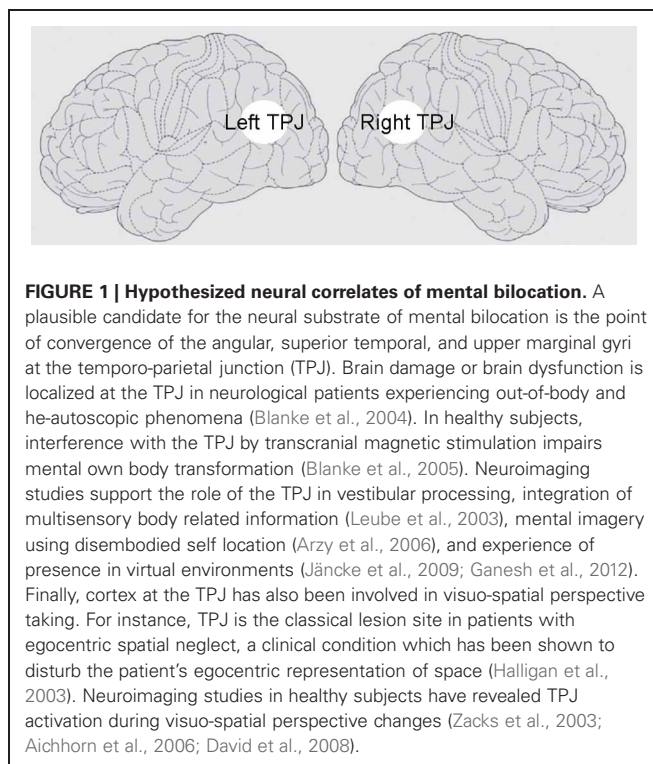 Left TPJ Right TPJ
FIGURE 1 | Hypothesized neural correlates of mental bilocation. A
plausible candidate for the neural substrate of mental bilocation is the point
of convergence of the angular, superior temporal, and upper marginal gyri
at the temporo-parietal junction (TPJ). Brain damage or brain dysfunction is
localized at the TPJ in neurological patients experiencing out-of-body and
he-autoscopic phenomena (Blanke et al., 2004). In healthy subjects,
interference with the TPJ by transcranial magnetic stimulation impairs
mental own body transformation (Blanke et al., 2005). Neuroimaging
studies support the role of the TPJ in vestibular processing, integration of
multisensory body related information (Leube et al., 2003), mental imagery
using disembodied self location (Arzy et al., 2006), and experience of
presence in virtual environments (Jäncke et al., 2009; Ganesh et al., 2012).
Finally, cortex at the TPJ has also been involved in visuo-spatial perspective
taking. For instance, TPJ is the classical lesion site in patients with
egocentric spatial neglect, a clinical condition which has been shown to
disturb the patient's egocentric representation of space (Halligan et al.,
2003). Neuroimaging studies in healthy subjects have revealed TPJ
activation during visuo-spatial perspective changes (Zacks et al., 2003;
Aichhorn et al., 2006; David et al., 2008).